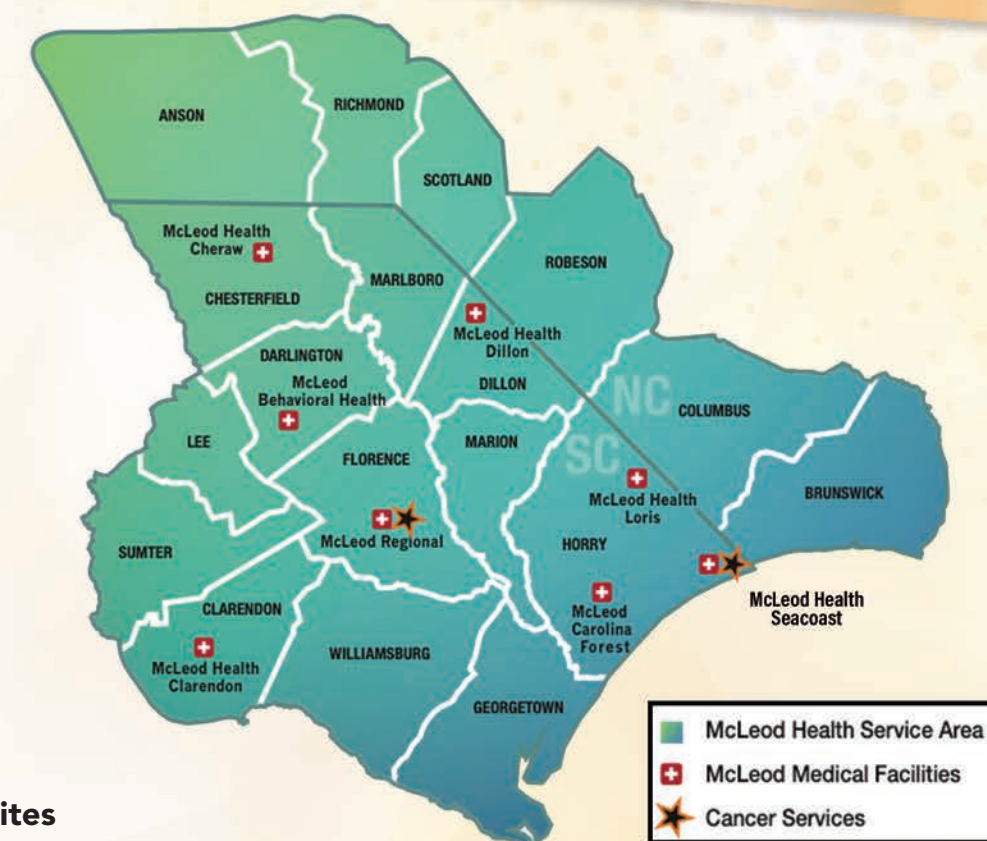 ANSON
RICHMOND
SCOTLAND
McLeod Health
Cheraw
CHESTERFIELD
MARLBORO
ROBESON
McLeod Health
Dillon
DILLON
DARLINGTON
McLeod
Behavioral Health
LEE
FLORENCE
MARION
NC
SC
COLUMBUS
BRUNSWICK
McLeod Health
Loris
McLeod Regional
HORRY
SUMTER
CLARENDON
McLeod Health
Clarendon
WILLIAMSBURG
McLeod
Carolina
Forest
McLeod Health
Seacoast
GEORGETOWN
McLeod Health Service Area
McLeod Medical Facilities
Cancer Services
ites